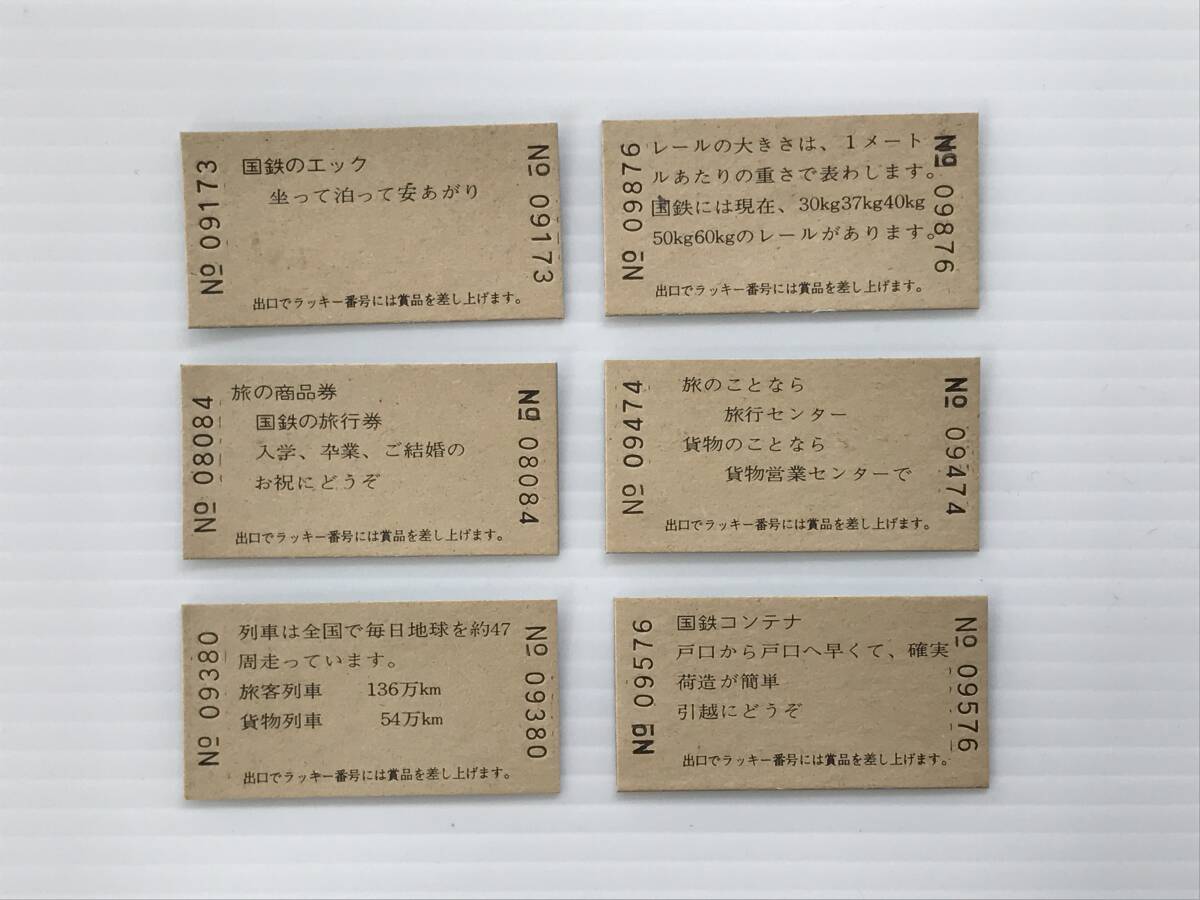 № 09173
国鉄のエック
坐って泊って安あがり
出口でラッキー番号には賞品を差し上げます。
№ 09173
№ 09876
レールの大きさは、1メート
ルあたりの重さで表わします。
国鉄には現在、30kg37kg40kg
50kg60kgのレールがあります。
出口でラッキー番号には賞品を差し上げます。
№ 09876
№ 08084
旅の商品券
国鉄の旅行券
入学、卒業、ご結婚の
お祝にどうぞ
出口でラッキー番号には賞品を差し上げます。
№ 08084
№ 09474
旅のことなら
旅行センター
貨物のことなら
貨物営業センターで
出口でラッキー番号には賞品を差し上げます。
№ 09474
№ 09380
列車は全国で毎日地球を約47
周走っています。
旅客列車 136万km
貨物列車 54万km
出口でラッキー番号には賞品を差し上げます。
№ 09380
№ 09576
国鉄コンテナ
戸口から戸口へ早くて、確実
荷造が簡単
引越にどうぞ
出口でラッキー番号には賞品を差し上げます。
№ 09576